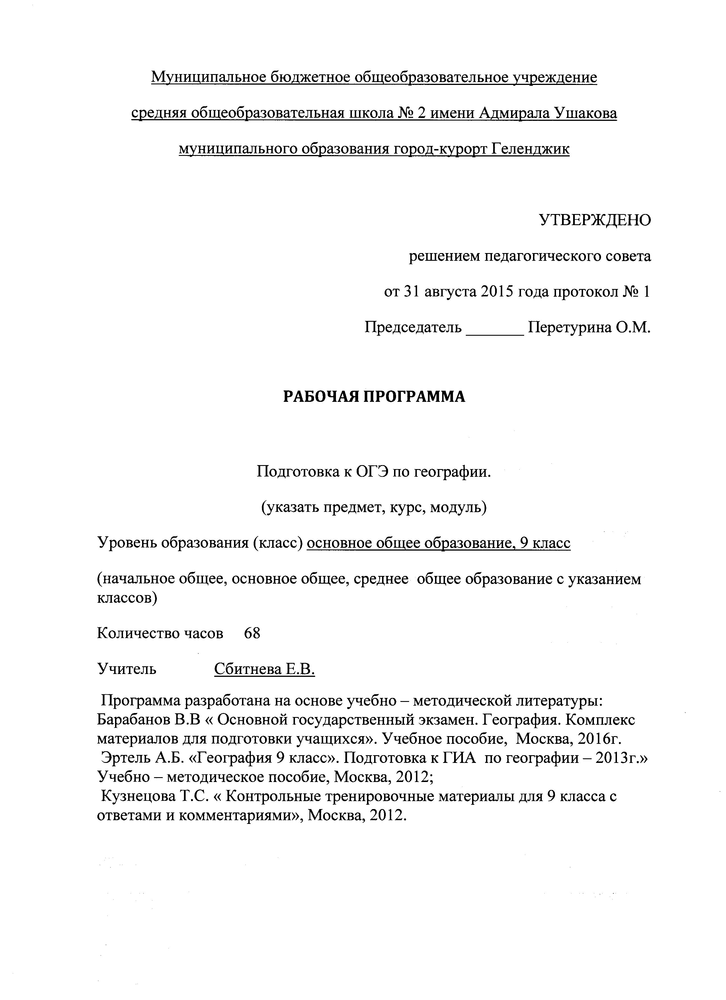 Муниципальное бюджетное общеобразовательное учреждение
средняя общеобразовательная школа № 2 имени Адмирала Ушакова
муниципального образования город-курорт Геленджик
УТВЕРЖДЕНО
решением педагогического совета
от 31 августа 2015 года протокол № 1
Председатель _______ Перетурина О.М.
РАБОЧАЯ ПРОГРАММА
Подготовка к ОГЭ по географии.
(указать предмет, курс, модуль)
Уровень образования (класс) основное общее образование, 9 класс
(начальное общее, основное общее, среднее  общее образование с указанием
классов)
Количество часов     68
Учитель              Сбитнева Е.В.
Программа разработана на основе учебно – методической литературы:
Барабанов В.В « Основной государственный экзамен. География. Комплекс
материалов для подготовки учащихся». Учебное пособие,  Москва, 2016г.
Эртель А.Б. «География 9 класс». Подготовка к ГИА  по географии – 2013г.»
Учебно – методическое пособие, Москва, 2012;
Кузнецова Т.С. « Контрольные тренировочные материалы для 9 класса с
ответами и комментариями», Москва, 2012.